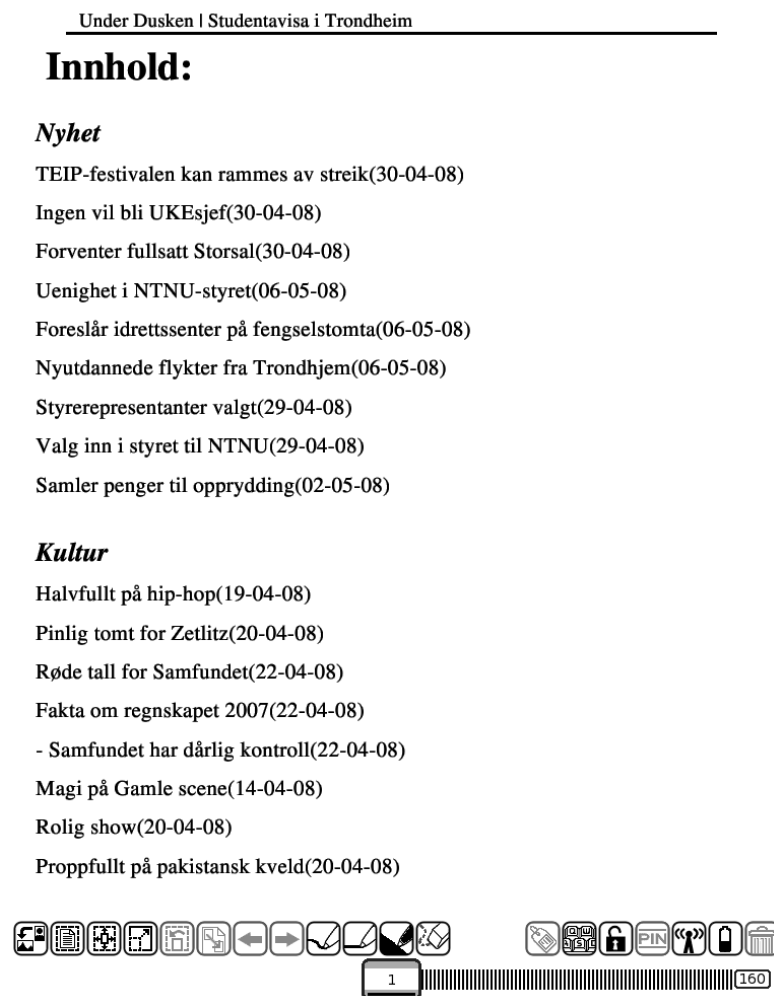 Under Dusken | Studentavisa i Trondheim
Innhold:
Nyhet
TEIP-festivalen kan rammes av streik(30-04-08)
Ingen vil bli UKEsjef(30-04-08)
Forventer fullsatt Storsal(30-04-08)
Uenighet i NTNU-styret(06-05-08)
Foreslår idrettssenter på fengselstomta(06-05-08)
Nyutdannede flykter fra Trondhjem(06-05-08)
Styrerepresentanter valgt(29-04-08)
Valg inn i styret til NTNU(29-04-08)
Samler penger til opprydding(02-05-08)
Kultur
Halvfullt på hip-hop(19-04-08)
Pinlig tomt for Zetlitz(20-04-08)
Røde tall for Samfundet(22-04-08)
Fakta om regnskapet 2007(22-04-08)
- Samfundet har dårlig kontroll(22-04-08)
Magi på Gamle scene(14-04-08)
Rolig show(20-04-08)
Proppfullt på pakistansk kveld(20-04-08)
PIN
1 160